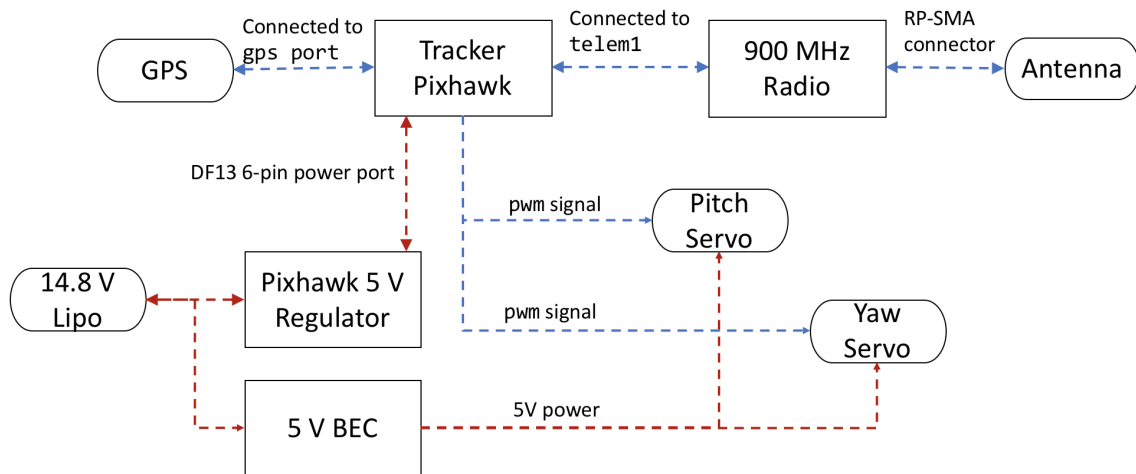 Connected to
gps port
GPS
Tracker
Pixhawk
Connected to
telem1
900 MHz
Radio
RP-SMA
connector
Antenna
DF13 6-pin power port
pwm signal
Pitch
Servo
14.8 V
Lipo
Pixhawk 5 V
Regulator
pwm signal
Yaw
Servo
5 V BEC
5V power